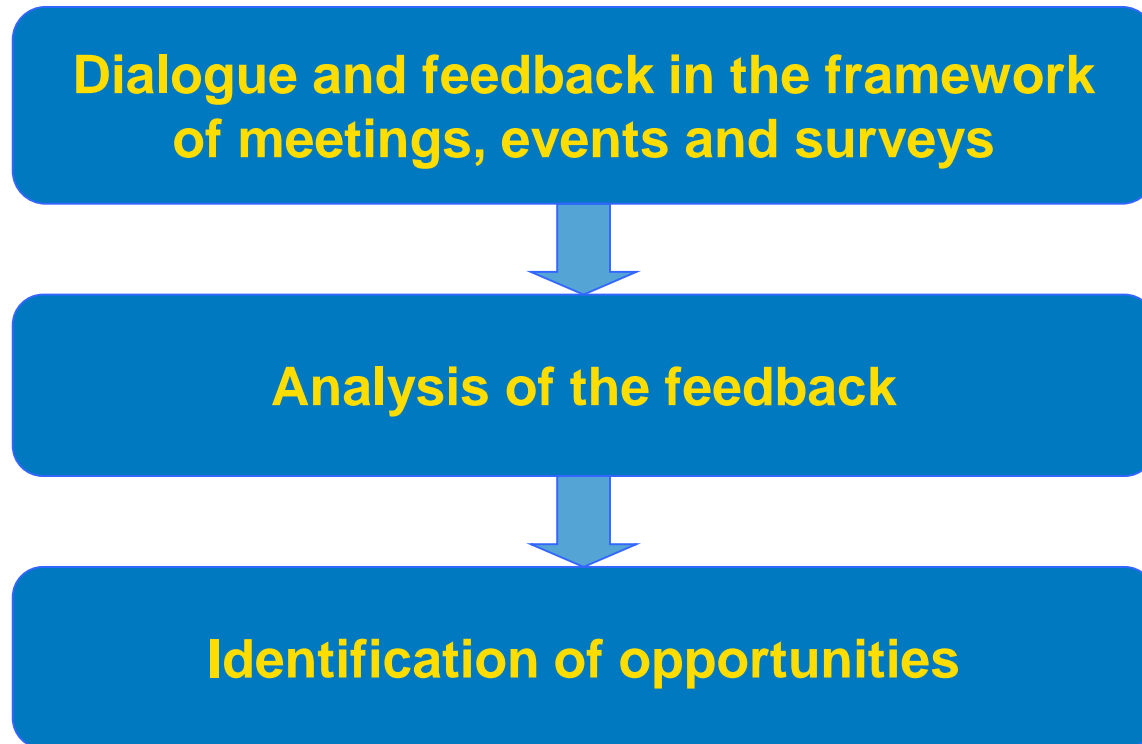 Dialogue and feedback in the framework
of meetings, events and surveys
Analysis of the feedback
Identification of opportunities